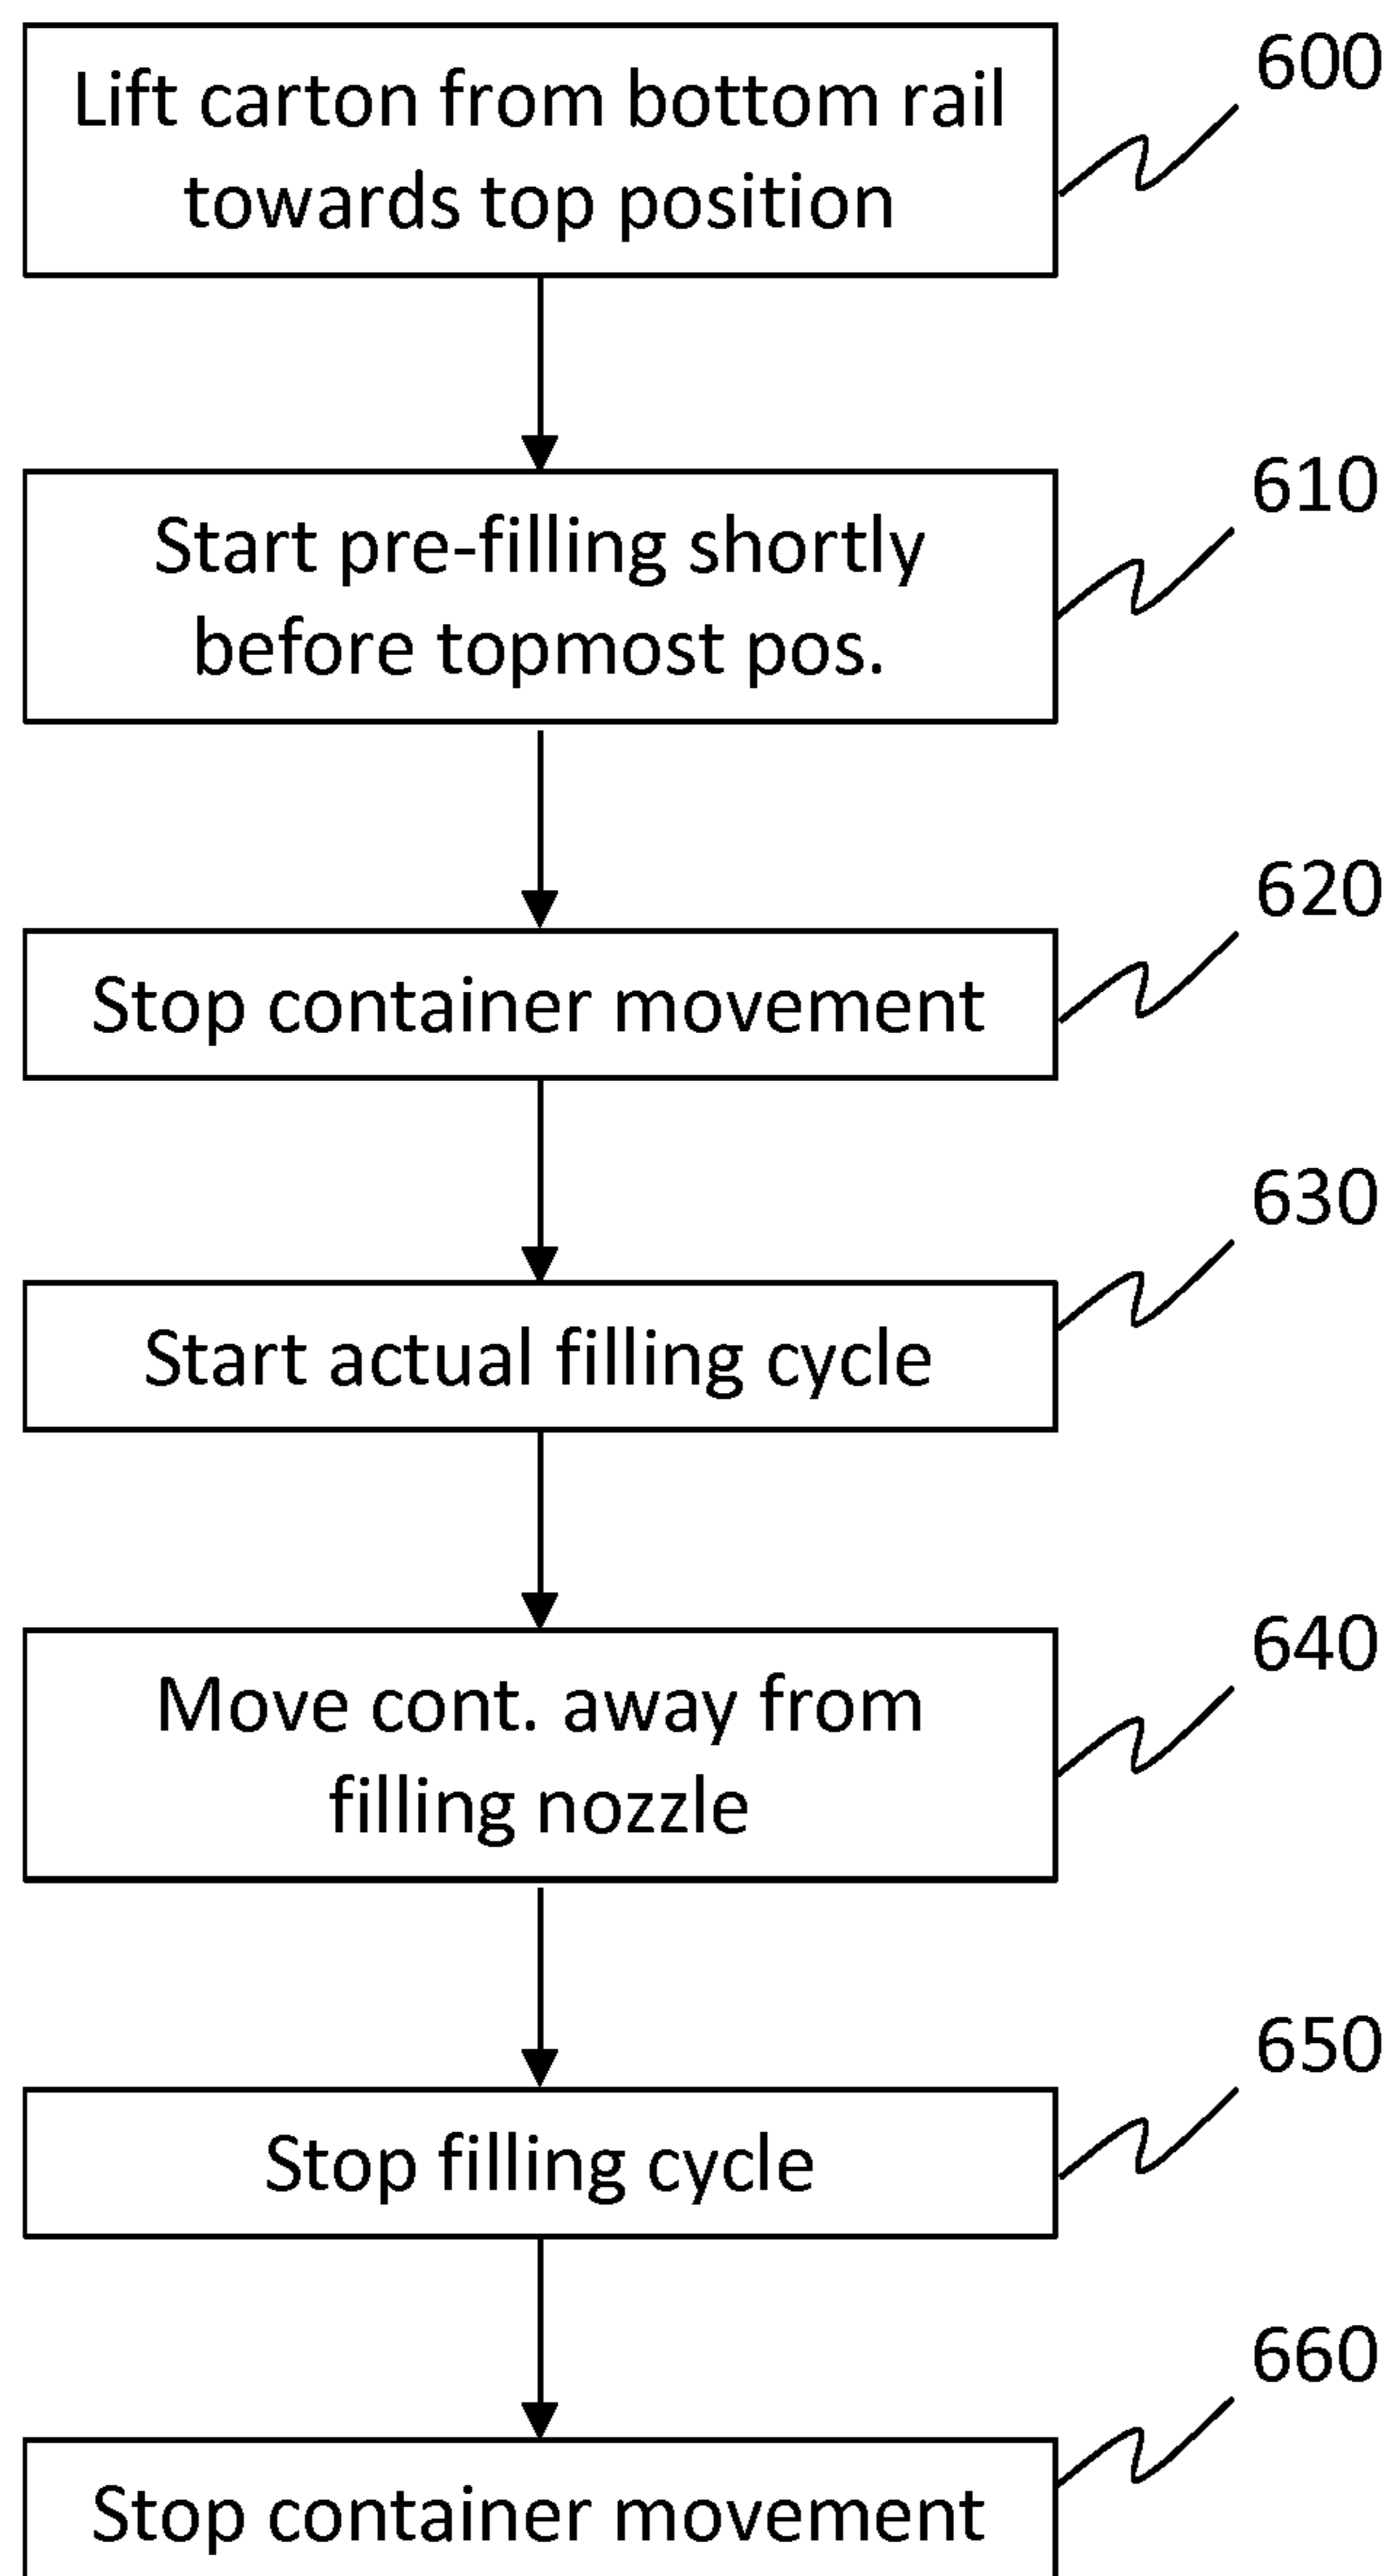 600
Lift carton from bottom rail
towards top position
610
Start pre-filling shortly
before topmost pos.
620
Stop container movement
630
Start actual filling cycle
640
Move cont. away from
filling nozzle
650
Stop filling cycle
660
Stop container movement